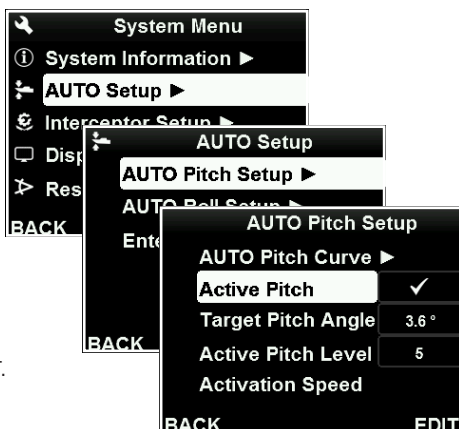 System Menu
System Information ▶
AUTO Setup ▶
Interceptor Setup ▶
Disp
Res
BACK
AUTO Setup
AUTO Pitch Setup ▶
AUTO Roll Setup ▶
Ente
BACK
AUTO Pitch Setup
AUTO Pitch Curve ▶
Active Pitch ✓
Target Pitch Angle 3.6 °
Active Pitch Level 5
Activation Speed
BACK EDIT
.